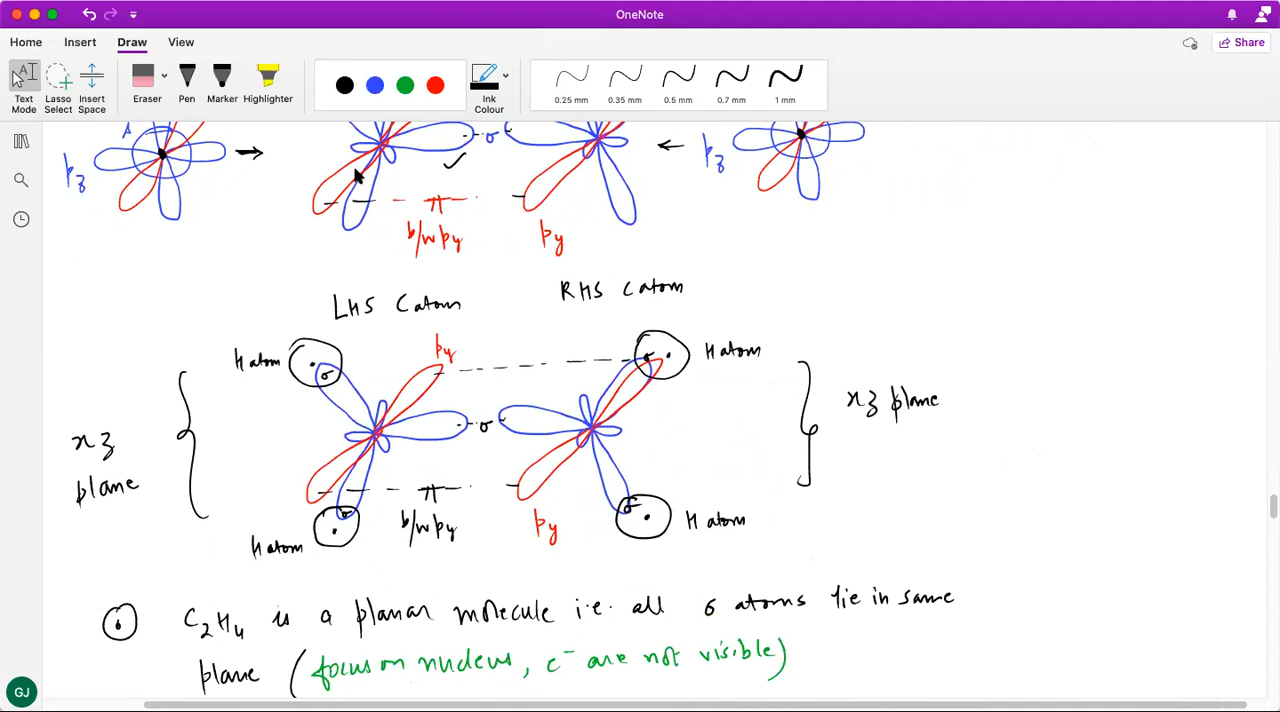 OneNote
Home Insert Draw View
Share
Text Mode
Lasso Select
Insert Space
Eraser
Pen
Marker
Highlighter
Ink Colour
0.25 mm 0.35 mm 0.5 mm 0.7 mm 1 mm
A
σ
pz
pz
π
b/w py
py
LHS C atom
RHS C atom
H atom
σ
py
σ
H atom
σ
xz plane
xz plane
π
σ
σ
H atom
b/w py
py
H atom
C2H4 is a planar molecule i.e. all 6 atoms lie in same
plane (focus on nucleus, e- are not visible)
GJ